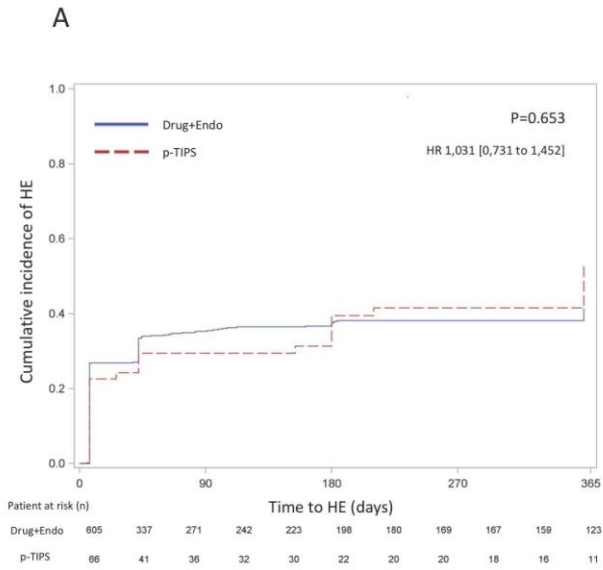 A
1.0
0.8
0.6
0.4
0.2
0.0
Cumulative incidence of HE
Drug+Endo
p-TIPS
P=0.653
HR 1,031 [0,731 to 1,452]
0 90 180 270 365
Time to HE (days)
Patient at risk (n)
Drug+Endo 605 337 271 242 223 198 180 169 167 159 123
p-TIPS 66 41 36 32 30 22 20 20 18 16 11